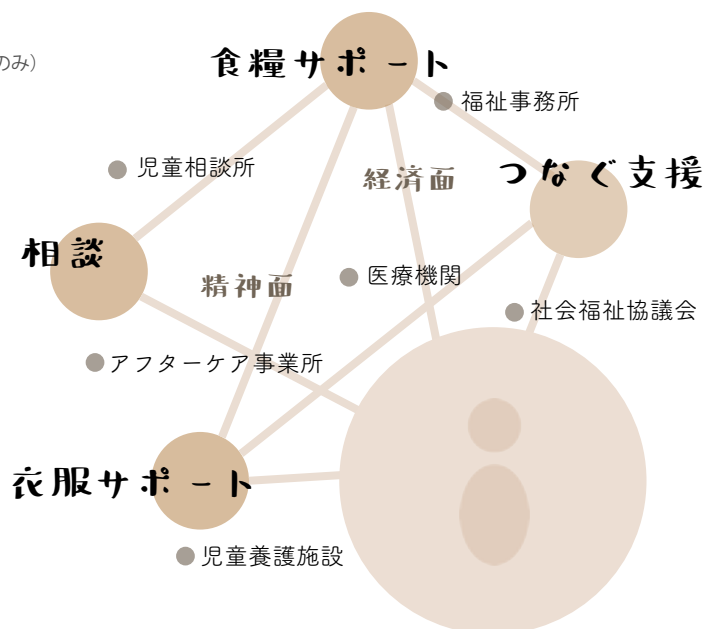 のみ）
食糧サポート
福祉事務所
児童相談所
経済面
つなぐ支援
相談
精神面
医療機関
社会福祉協議会
アフターケア事業所
衣服サポート
児童養護施設